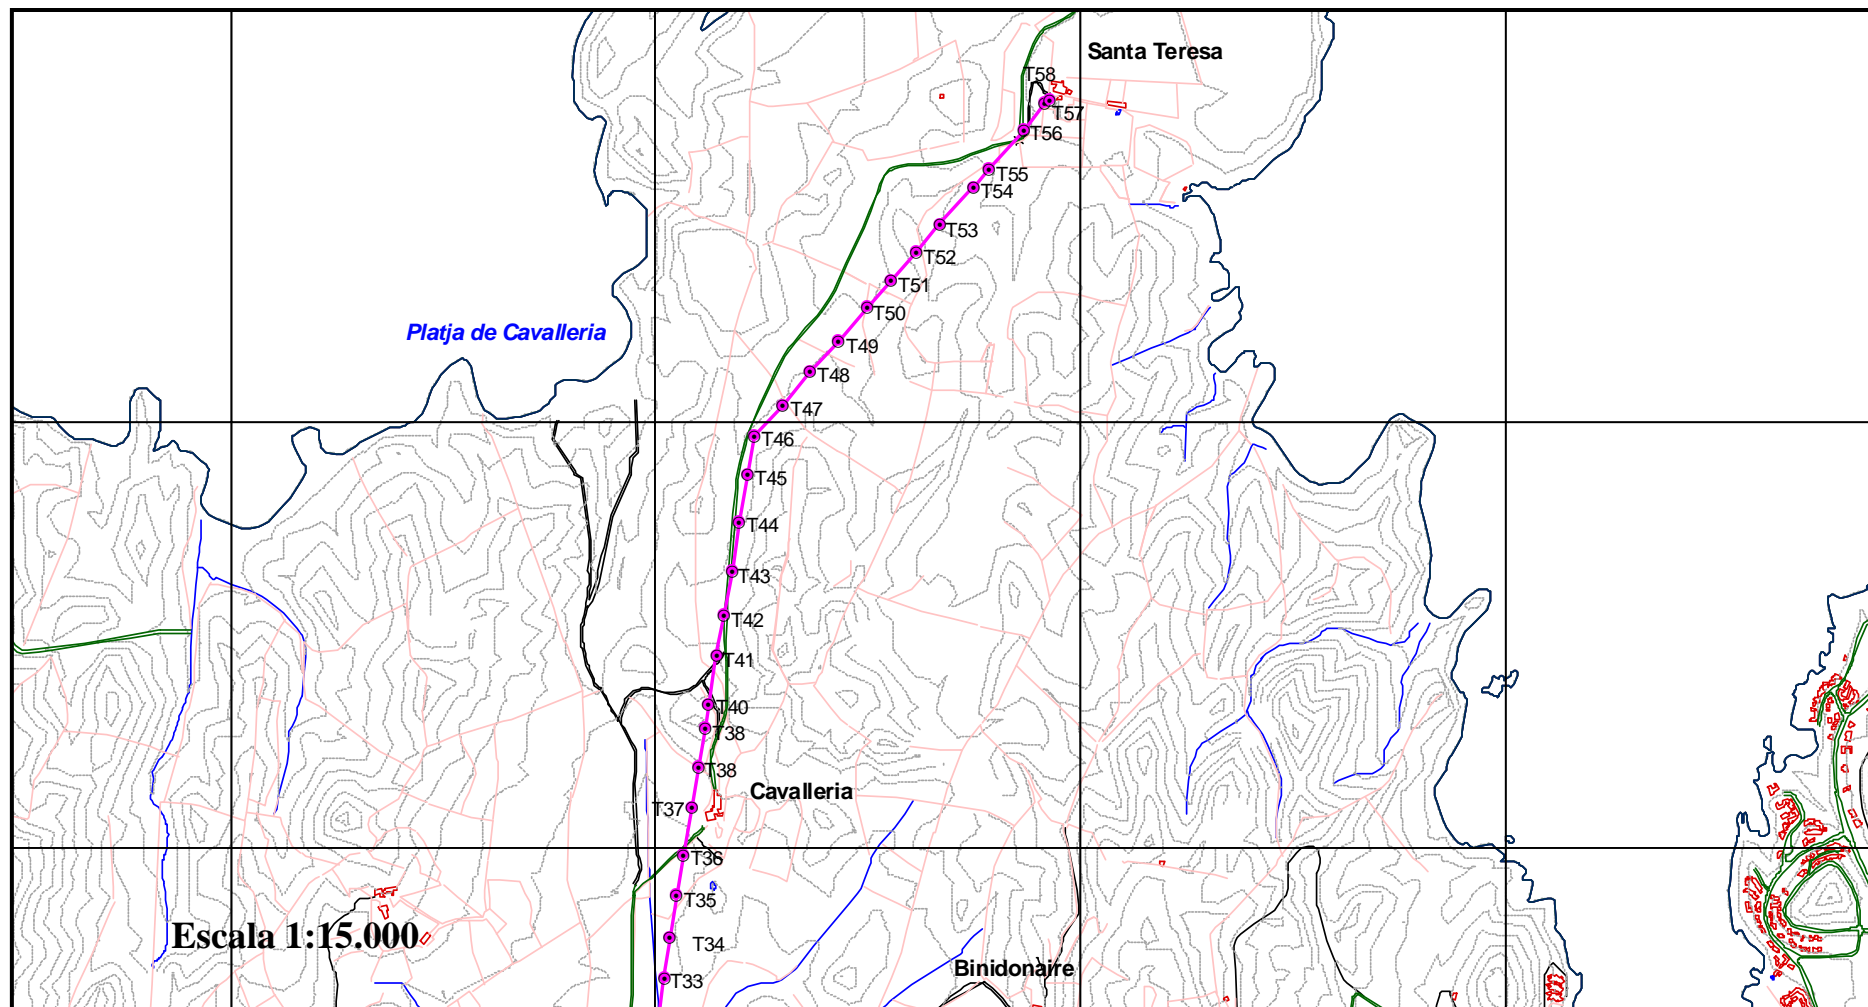 Santa Teresa
T58
T57
T56
T55
T54
T53
T52
T51
T50
Platja de Cavalleria
T49
T48
T47
T46
T45
T44
T43
T42
T41
T40
T38
T38
Cavalleria
T37
T36
T35
Escala 1:15.000
T34
Binidonaire
T33